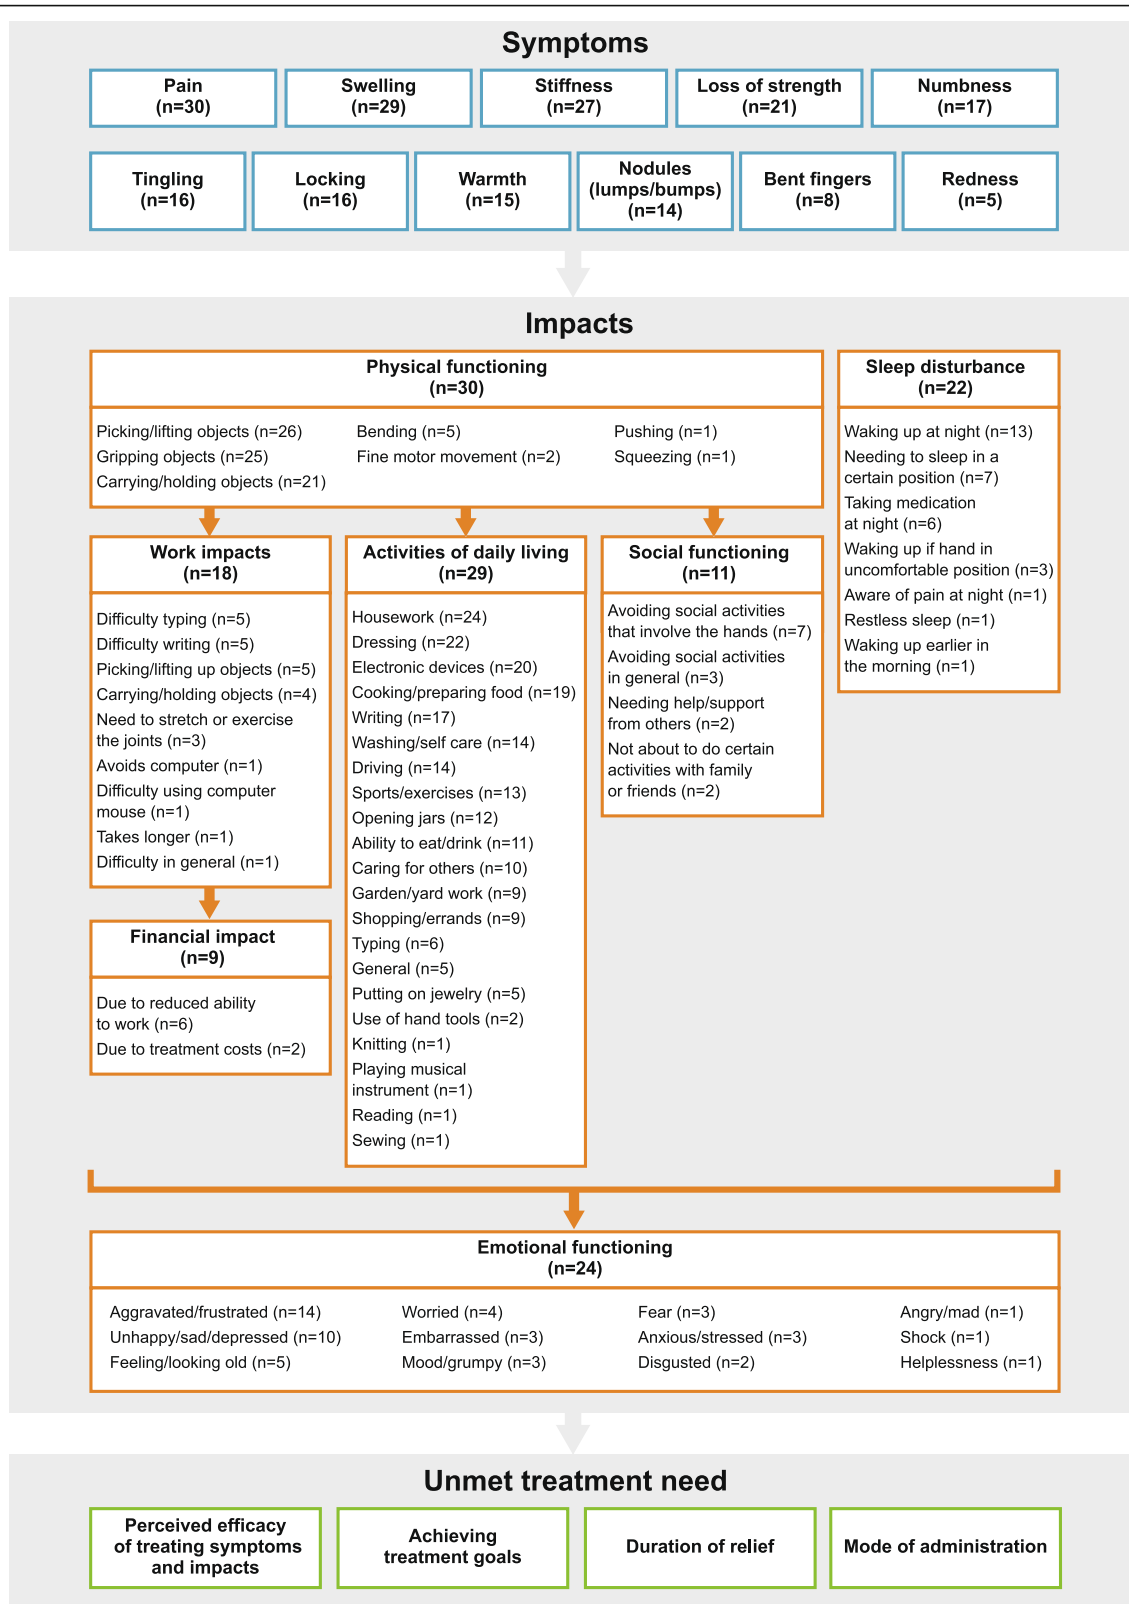 Symptoms
Pain
(n=30)
Swelling
(n=29)
Stiffness
(n=27)
Loss of strength
(n=21)
Numbness
(n=17)
Tingling
(n=16)
Locking
(n=16)
Warmth
(n=15)
Nodules
(lumps/bumps)
(n=14)
Bent fingers
(n=8)
Redness
(n=5)
Impacts
Physical functioning
(n=30)
Picking/lifting objects (n=26)
Gripping objects (n=25)
Carrying/holding objects (n=21)
Bending (n=5)
Fine motor movement (n=2)
Pushing (n=1)
Squeezing (n=1)
Sleep disturbance
(n=22)
Waking up at night (n=13)
Needing to sleep in a
certain position (n=7)
Taking medication
at night (n=6)
Waking up if hand in
uncomfortable position (n=3)
Aware of pain at night (n=1)
Restless sleep (n=1)
Waking up earlier in
the morning (n=1)
Work impacts
(n=18)
Difficulty typing (n=5)
Difficulty writing (n=5)
Picking/lifting up objects (n=5)
Carrying/holding objects (n=4)
Need to stretch or exercise
the joints (n=3)
Avoids computer (n=1)
Difficulty using computer
mouse (n=1)
Takes longer (n=1)
Difficulty in general (n=1)
Activities of daily living
(n=29)
Housework (n=24)
Dressing (n=22)
Electronic devices (n=20)
Cooking/preparing food (n=19)
Writing (n=17)
Washing/self care (n=14)
Driving (n=14)
Sports/exercises (n=13)
Opening jars (n=12)
Ability to eat/drink (n=11)
Caring for others (n=10)
Garden/yard work (n=9)
Shopping/errands (n=9)
Typing (n=6)
General (n=5)
Putting on jewelry (n=5)
Use of hand tools (n=2)
Knitting (n=1)
Playing musical
instrument (n=1)
Reading (n=1)
Sewing (n=1)
Social functioning
(n=11)
Avoiding social activities
that involve the hands (n=7)
Avoiding social activities
in general (n=3)
Needing help/support
from others (n=2)
Not about to do certain
activities with family
or friends (n=2)
Financial impact
(n=9)
Due to reduced ability
to work (n=6)
Due to treatment costs (n=2)
Emotional functioning
(n=24)
Aggravated/frustrated (n=14)
Unhappy/sad/depressed (n=10)
Feeling/looking old (n=5)
Worried (n=4)
Embarrassed (n=3)
Mood/grumpy (n=3)
Fear (n=3)
Anxious/stressed (n=3)
Disgusted (n=2)
Angry/mad (n=1)
Shock (n=1)
Helplessness (n=1)
Unmet treatment need
Perceived efficacy
of treating symptoms
and impacts
Achieving
treatment goals
Duration of relief
Mode of administration